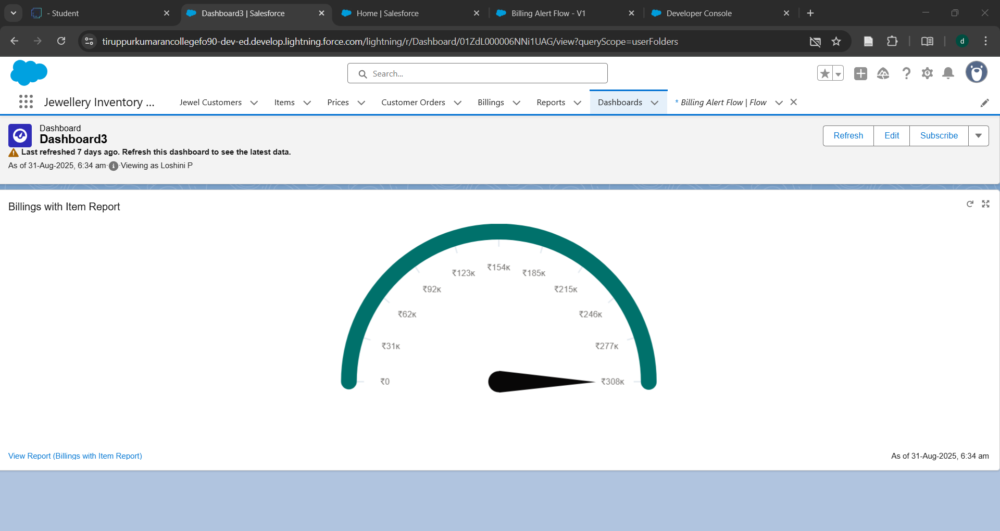 - Student
Dashboard3 | Salesforce
Home | Salesforce
Billing Alert Flow - V1
Developer Console
tiruppurkumarancollegefo90-dev-ed.develop.lightning.force.com/lightning/r/Dashboard/01ZdL000006NNi1UAG/view?queryScope=userFolders
d
Search...
Jewellery Inventory ...
Jewel Customers
Items
Prices
Customer Orders
Billings
Reports
Dashboards
* Billing Alert Flow | Flow
Dashboard
Dashboard3
Last refreshed 7 days ago. Refresh this dashboard to see the latest data.
As of 31-Aug-2025, 6:34 am·Viewing as Loshini P
Refresh
Edit
Subscribe
Billings with Item Report
₹0
₹31K
₹62K
₹92K
₹123K
₹154K
₹185K
₹215K
₹246K
₹277K
₹308K
View Report (Billings with Item Report)
As of 31-Aug-2025, 6:34 am